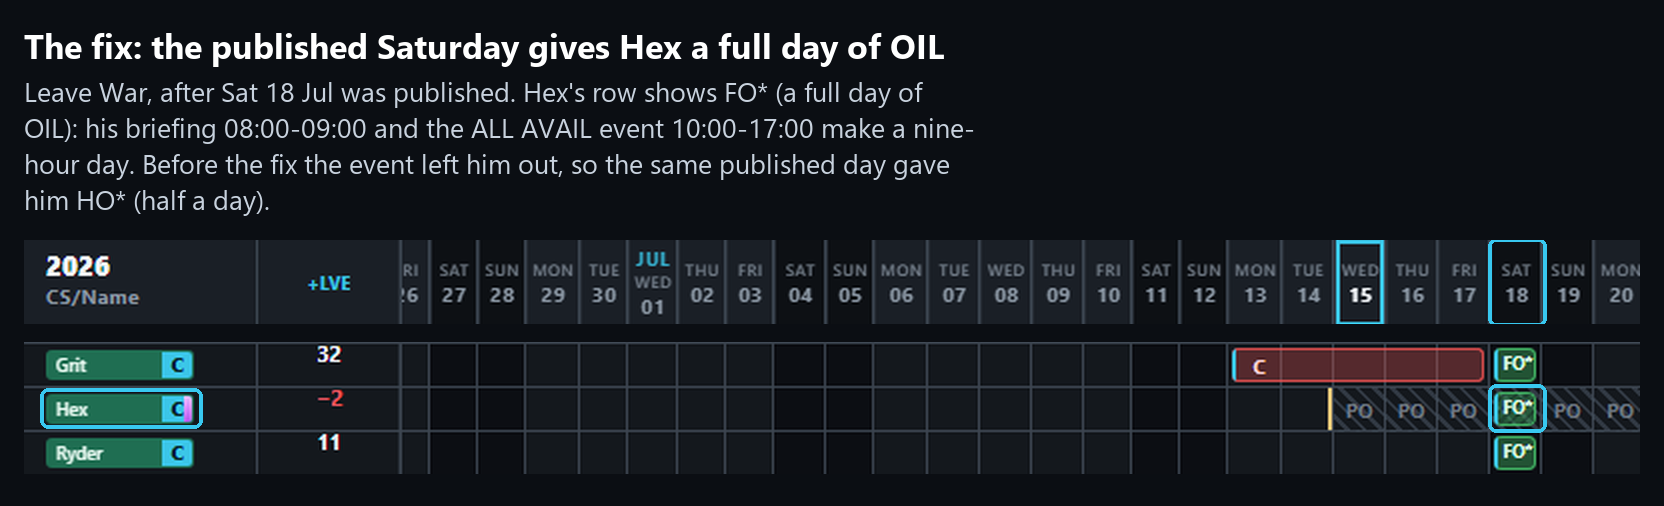 The fix: the published Saturday gives Hex a full day of OIL
Leave War, after Sat 18 Jul was published. Hex's row shows FO* (a full day of
OIL): his briefing 08:00-09:00 and the ALL AVAIL event 10:00-17:00 make a nine-
hour day. Before the fix the event left him out, so the same published day gave
him HO* (half a day).
2026
CS/Name
+LVE
RI 26
SAT 27
SUN 28
MON 29
TUE 30
JUL WED 01
THU 02
FRI 03
SAT 04
SUN 05
MON 06
TUE 07
WED 08
THU 09
FRI 10
SAT 11
SUN 12
MON 13
TUE 14
WED 15
THU 16
FRI 17
SAT 18
SUN 19
MON 20
Grit C 32 C FO*
Hex C −2 PO PO PO FO* PO PO
Ryder C 11 FO*